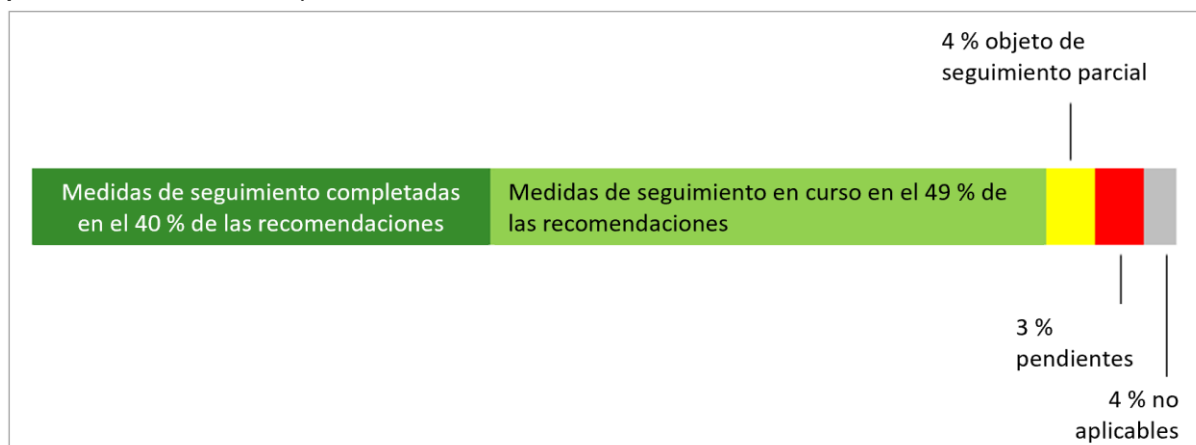 4 % objeto de
seguimiento parcial
Medidas de seguimiento completadas
en el 40 % de las recomendaciones
Medidas de seguimiento en curso en el 49 % de
las recomendaciones
3 %
pendientes
4 % no
aplicables